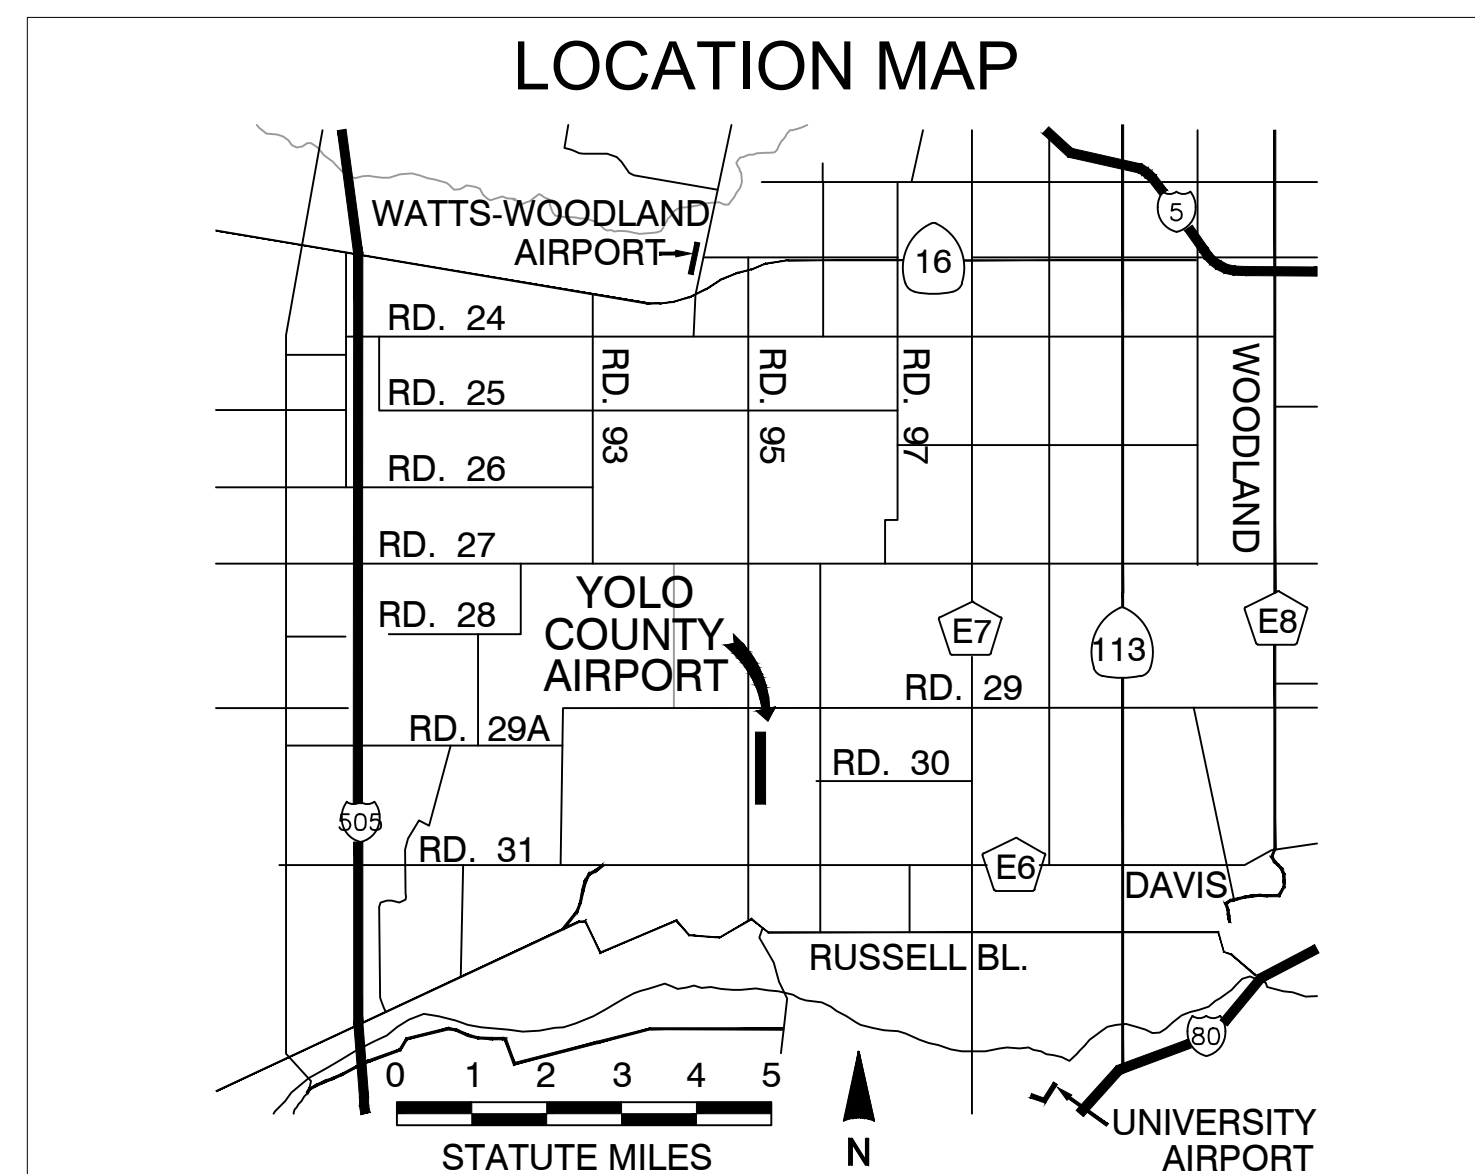 LOCATION MAP
WATTS-WOODLAND
AIRPORT
5
16
RD. 24
RD. 93
RD. 95
RD. 97
WOODLAND
RD. 25
RD. 26
RD. 27
YOLO
COUNTY
AIRPORT
RD. 28
E7
113
E8
RD. 29
RD. 29A
RD. 30
505
RD. 31
E6
DAVIS
RUSSELL BL.
80
0 1 2 3 4 5
STATUTE MILES
N
UNIVERSITY
AIRPORT